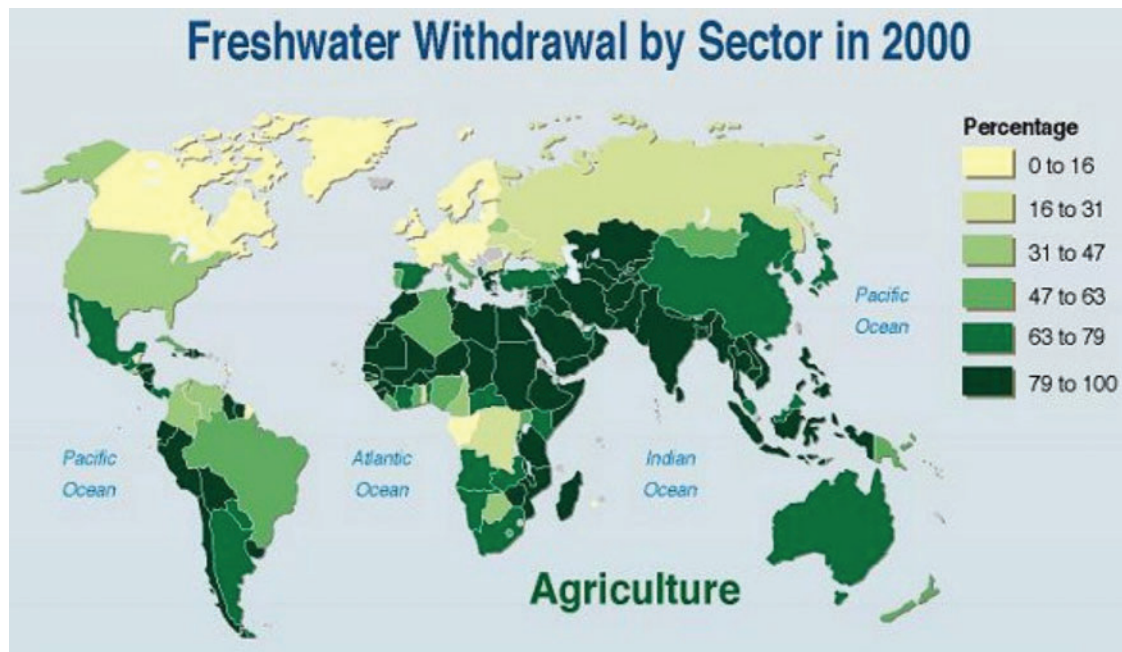 Freshwater Withdrawal by Sector in 2000
Percentage
0 to 16
16 to 31
31 to 47
47 to 63
63 to 79
79 to 100
Pacific
Ocean
Pacific
Ocean
Atlantic
Ocean
Indian
Ocean
Agriculture